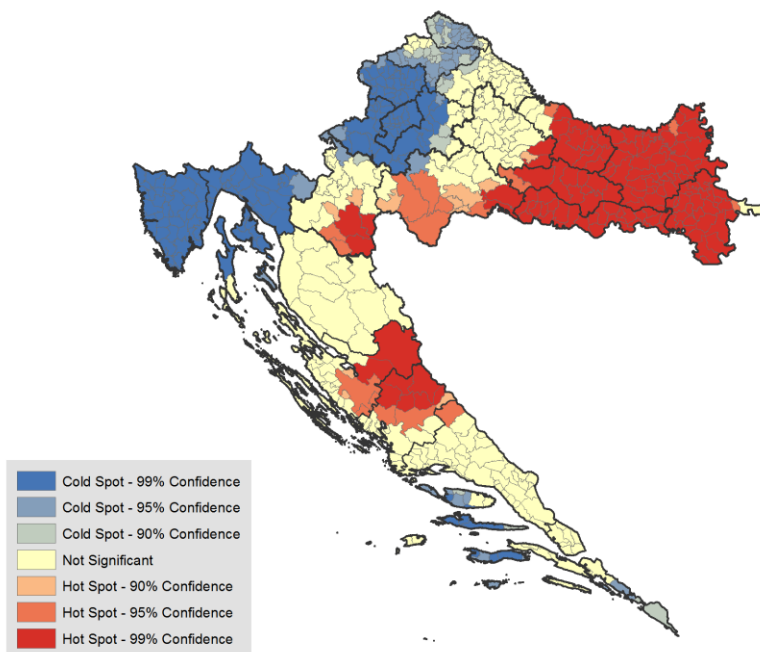 Cold Spot - 99% Confidence
Cold Spot - 95% Confidence
Cold Spot - 90% Confidence
Not Significant
Hot Spot - 90% Confidence
Hot Spot - 95% Confidence
Hot Spot - 99% Confidence